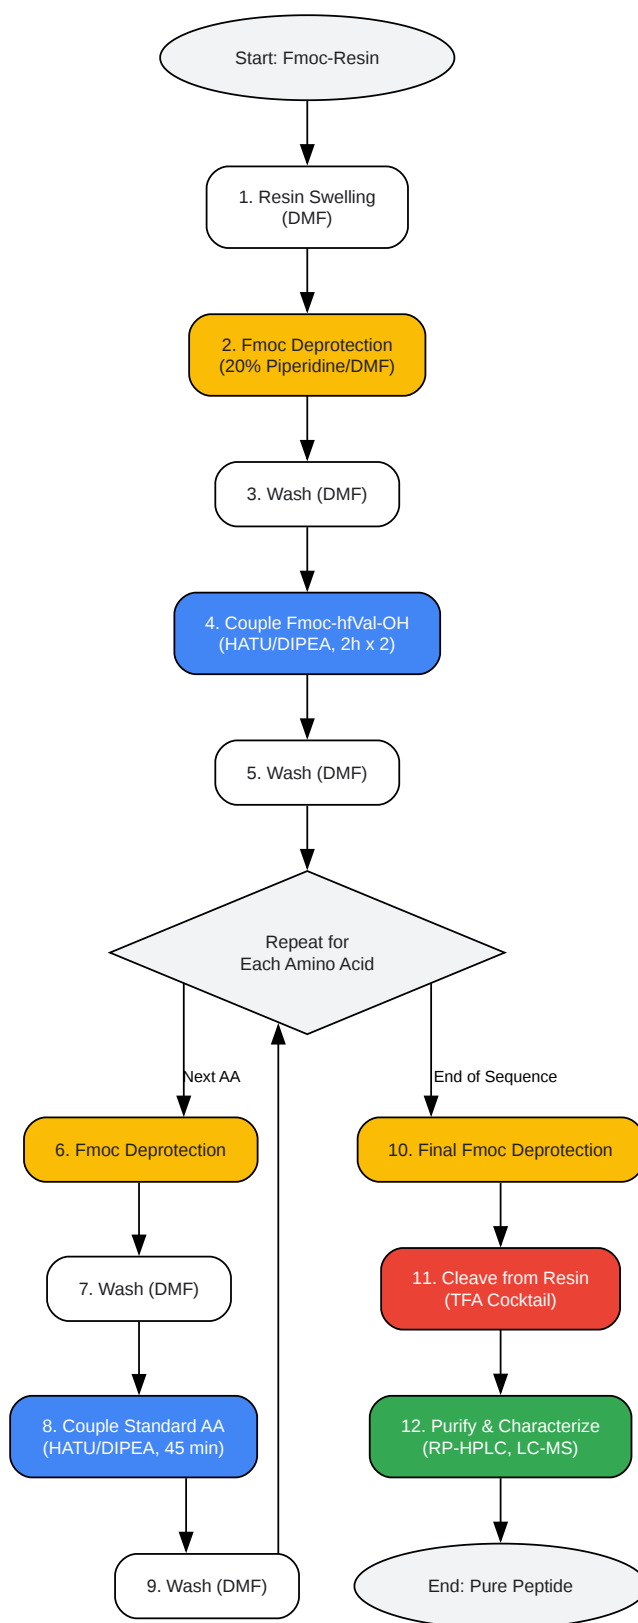 Start: Fmoc-Resin
1. Resin Swelling
(DMF)
2. Fmoc Deprotection
(20% Piperidine/DMF)
3. Wash (DMF)
4. Couple Fmoc-hfVal-OH
(HATU/DIPEA, 2h x 2)
5. Wash (DMF)
Repeat for
Each Amino Acid
Next AA
End of Sequence
6. Fmoc Deprotection
10. Final Fmoc Deprotection
7. Wash (DMF)
11. Cleave from Resin
(TFA Cocktail)
8. Couple Standard AA
(HATU/DIPEA, 45 min)
12. Purify & Characterize
(RP-HPLC, LC-MS)
9. Wash (DMF)
End: Pure Peptide